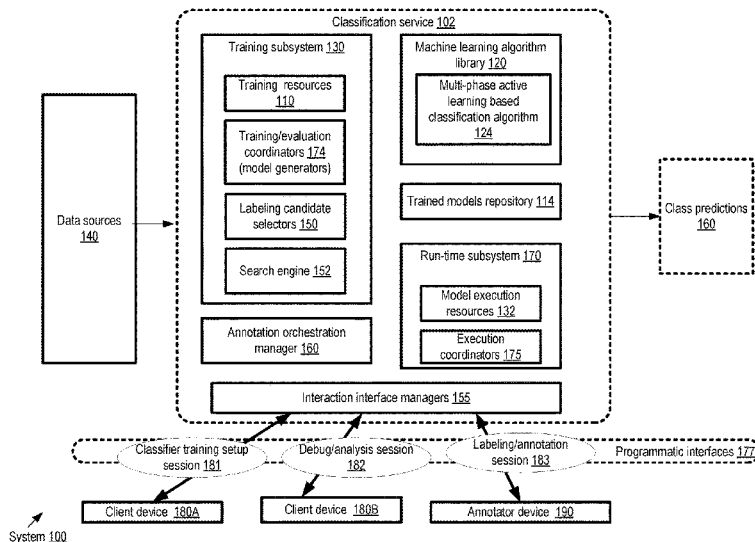 Classification service 102
Training subsystem 130
Training resources
110
Training/evaluation
coordinators 174
(model generators)
Labeling candidate
selectors 150
Search engine 152
Annotation orchestration
manager 160
Machine learning algorithm
library 120
Multi-phase active
learning based
classification algorithm
124
Trained models repository 114
Run-time subsystem 170
Model execution
resources 132
Execution
coordinators 175
Interaction interface managers 155
Data sources
140
Class predictions
160
Classifier training setup
session 181
Debug/analysis session
182
Labeling/annotation
session 183
Programmatic interfaces 177
Client device 180A
Client device 180B
Annotator device 190
System 100